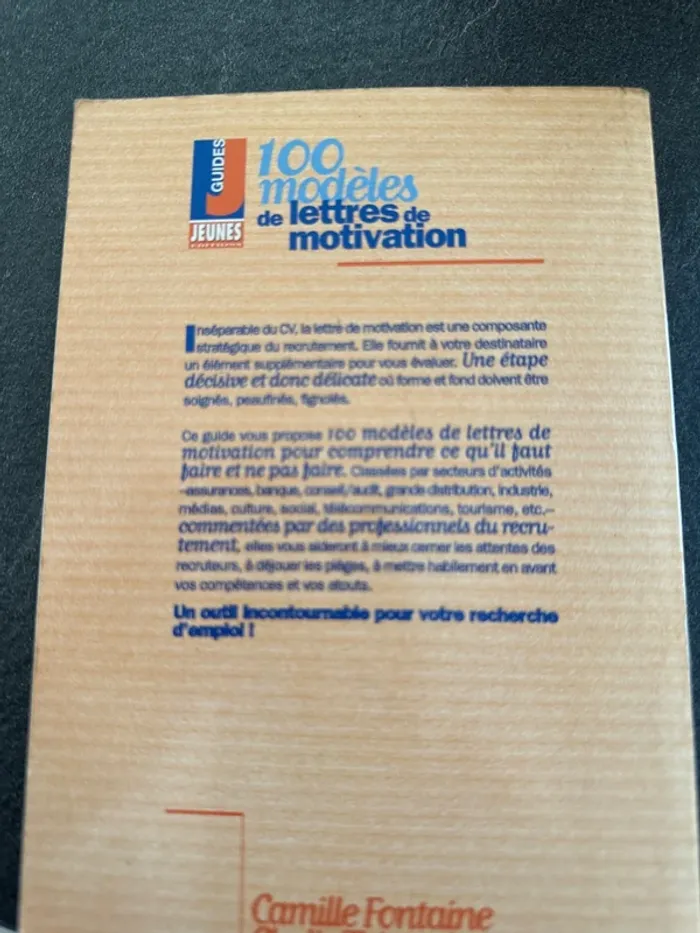 GUIDES
JEUNES
EDITIONS
100
modèles
de lettres de
motivation
Inséparable du CV, la lettre de motivation est une composante
stratégique du recrutement. Elle fournit à votre destinataire
un élément supplémentaire pour vous évaluer. Une étape
décisive et donc délicate où forme et fond doivent être
soignés, peaufinés, fignolés.
Ce guide vous propose 100 modèles de lettres de
motivation pour comprendre ce qu'il faut
faire et ne pas faire. Classées par secteurs d'activités
-assurances, banque, conseil/audit, grande distribution, industrie,
médias, culture, social, télécommunications, tourisme, etc.-
commentées par des professionnels du recru-
tement, elles vous aideront à mieux cerner les attentes des
recruteurs, à déjouer les pièges, à mettre habilement en avant
vos compétences et vos atouts.
Un outil incontournable pour votre recherche
d'emploi !
Camille Fontaine